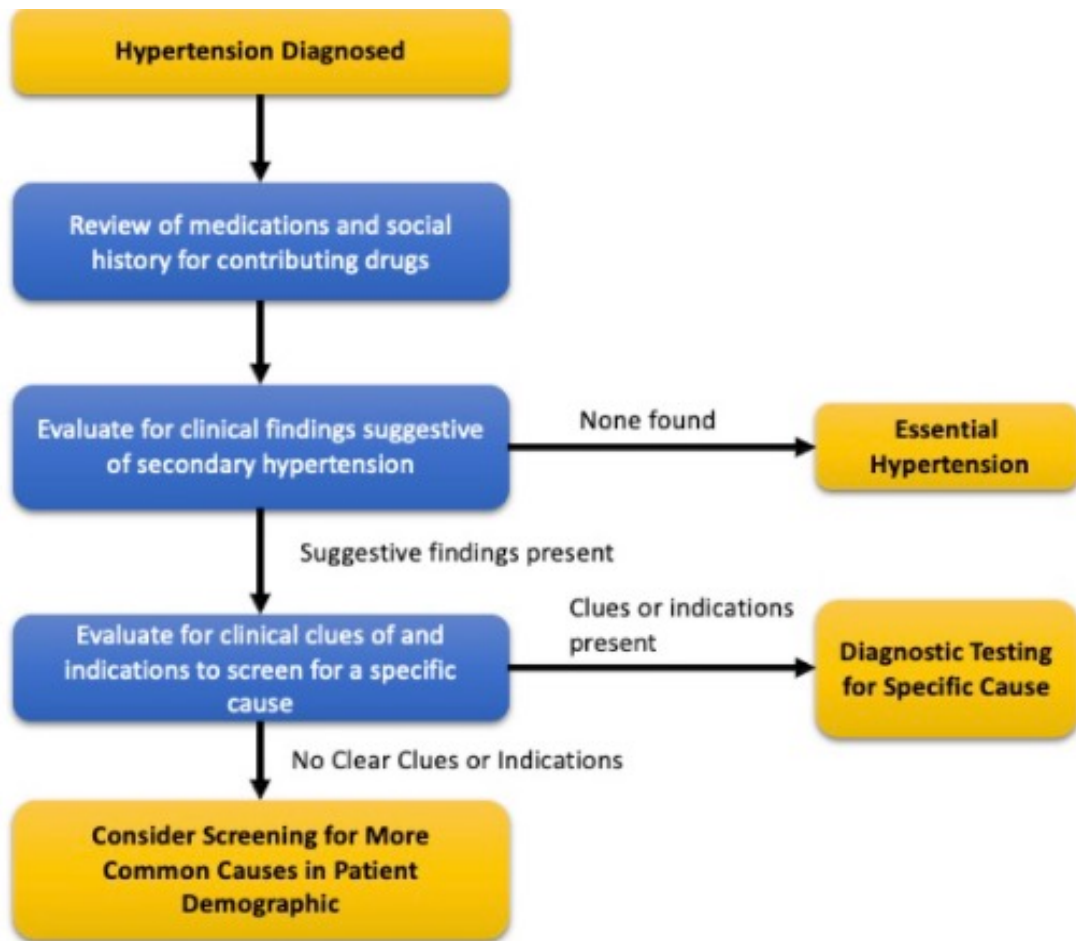 Hypertension Diagnosed
Review of medications and social
history for contributing drugs
Evaluate for clinical findings suggestive
of secondary hypertension
None found
Essential
Hypertension
Suggestive findings present
Evaluate for clinical clues of and
indications to screen for a specific
cause
Clues or indications
present
Diagnostic Testing
for Specific Cause
No Clear Clues or Indications
Consider Screening for More
Common Causes in Patient
Demographic